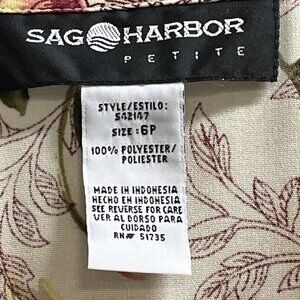 SAG HARBOR
PETITE
STYLE/ESTILO:
S42147
SIZE: 6P
100% POLYESTER/
POLIESTER
MADE IN INDONESIA
HECHO EN INDONESIA
SEE REVERSE FOR CARE
VER AL DORSO PARA
CUIDADO
RN# 51735